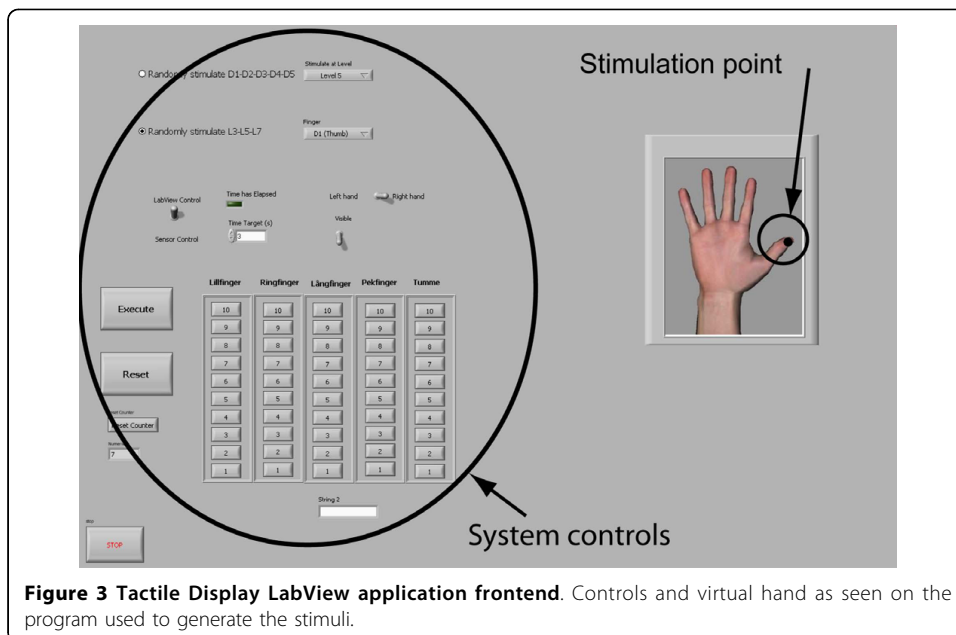 Stimulate at Level
Randomly stimulate D1-D2-D3-D4-D5
Level 5
Stimulation point
Finger
Randomly stimulate L3-L5-L7
D1 (Thumb)
LabView Control
Time has Elapsed
Left hand
Right hand
Visible
Time Target (s)
3
Sensor Control
Lillfinger Ringfinger Långfinger Pekfinger Tumme
Execute
10 10 10 10 10
9 9 9 9 9
8 8 8 8 8
Reset
7 7 7 7 7
6 6 6 6 6
5 5 5 5 5
4 4 4 4 4
Reset Counter
3 3 3 3 3
7
2 2 2 2 2
1 1 1 1 1
String 2
System controls
STOP
Figure 3 Tactile Display LabView application frontend. Controls and virtual hand as seen on the
program used to generate the stimuli.